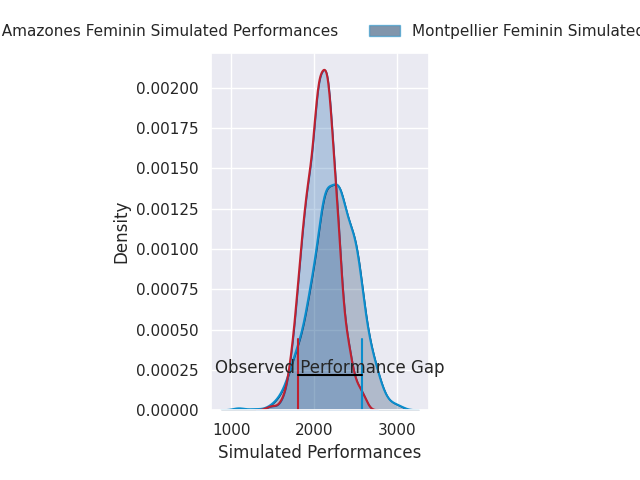 Amazones Feminin Simulated Performances
Montpellier Feminin Simulated
0.00200
0.00175
0.00150
0.00125
0.00100
0.00075
0.00050
0.00025
0.00000
Density
Observed Performance Gap
1000 2000 3000
Simulated Performances